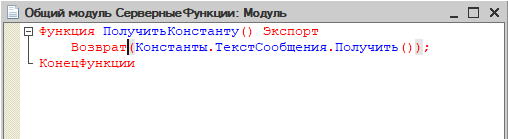 Общий модуль СерверныеФункции: Модуль
Функция ПолучитьКонстанту() Экспорт
Возврат(Константы.ТекстСообщения.Получить());
КонецФункции